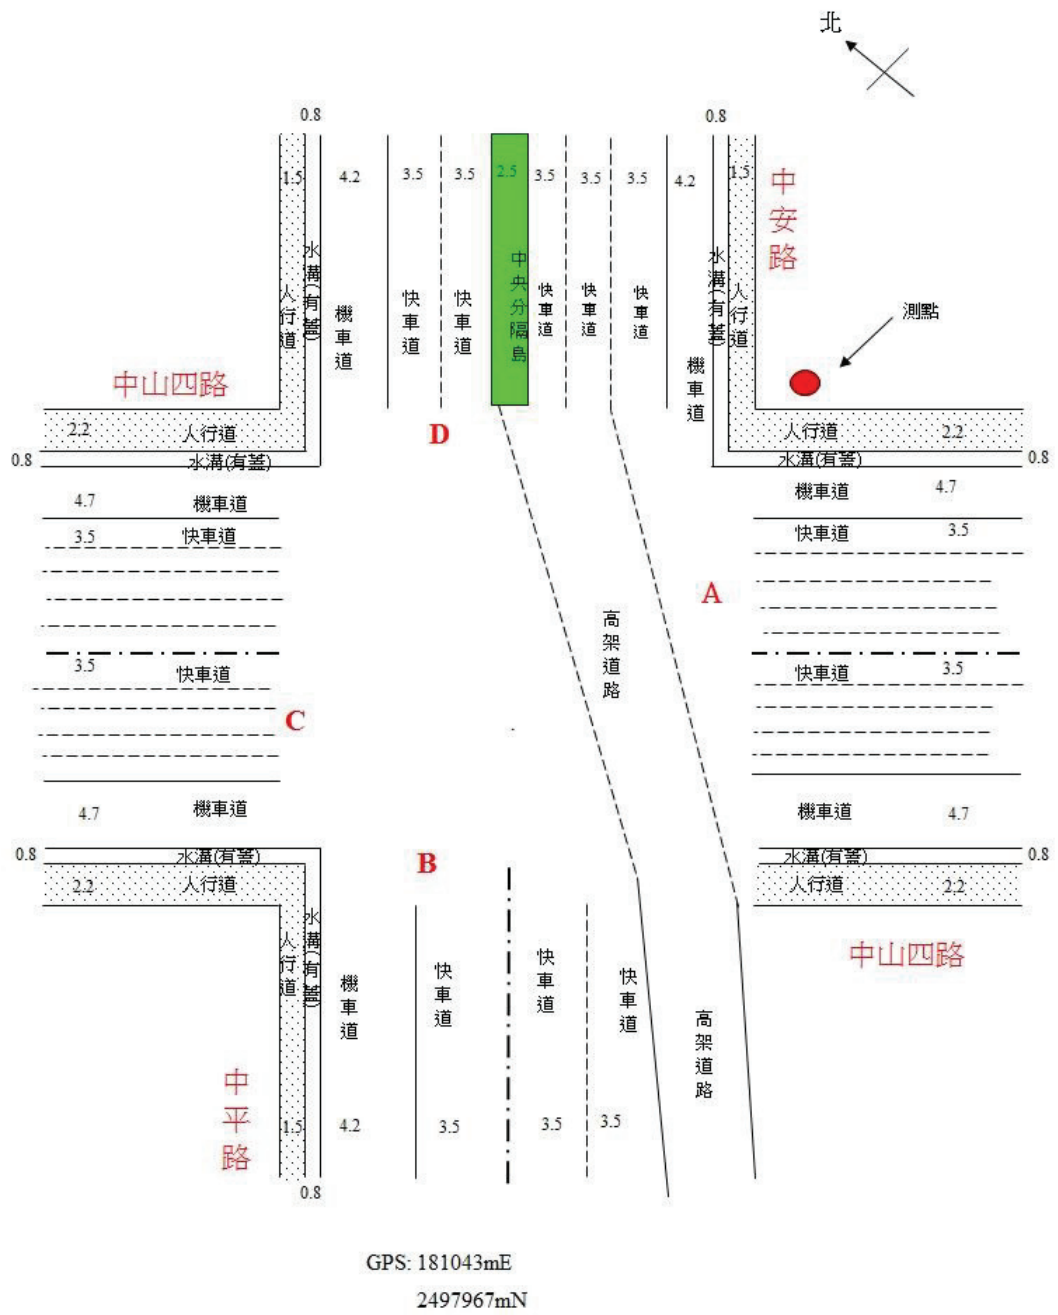 北
0.8
0.8
1.5
4.2
3.5
3.5
2.5
3.5
3.5
3.5
4.2
1.5
中安路
水溝(有蓋)
人行道
機車道
快車道
快車道
中央分隔島
快車道
快車道
快車道
機車道
水溝(有蓋)
人行道
測點
中山四路
D
2.2
人行道
人行道
2.2
0.8
水溝(有蓋)
水溝(有蓋)
0.8
4.7
機車道
機車道
4.7
3.5
快車道
快車道
3.5
A
高架道路
3.5
快車道
快車道
3.5
C
4.7
機車道
機車道
4.7
0.8
水溝(有蓋)
B
水溝(有蓋)
0.8
2.2
人行道
人行道
2.2
人行道
水溝(有蓋)
機車道
快車道
快車道
快車道
高架道路
中山四路
中平路
1.5
4.2
3.5
3.5
3.5
0.8
GPS: 181043mE
2497967mN